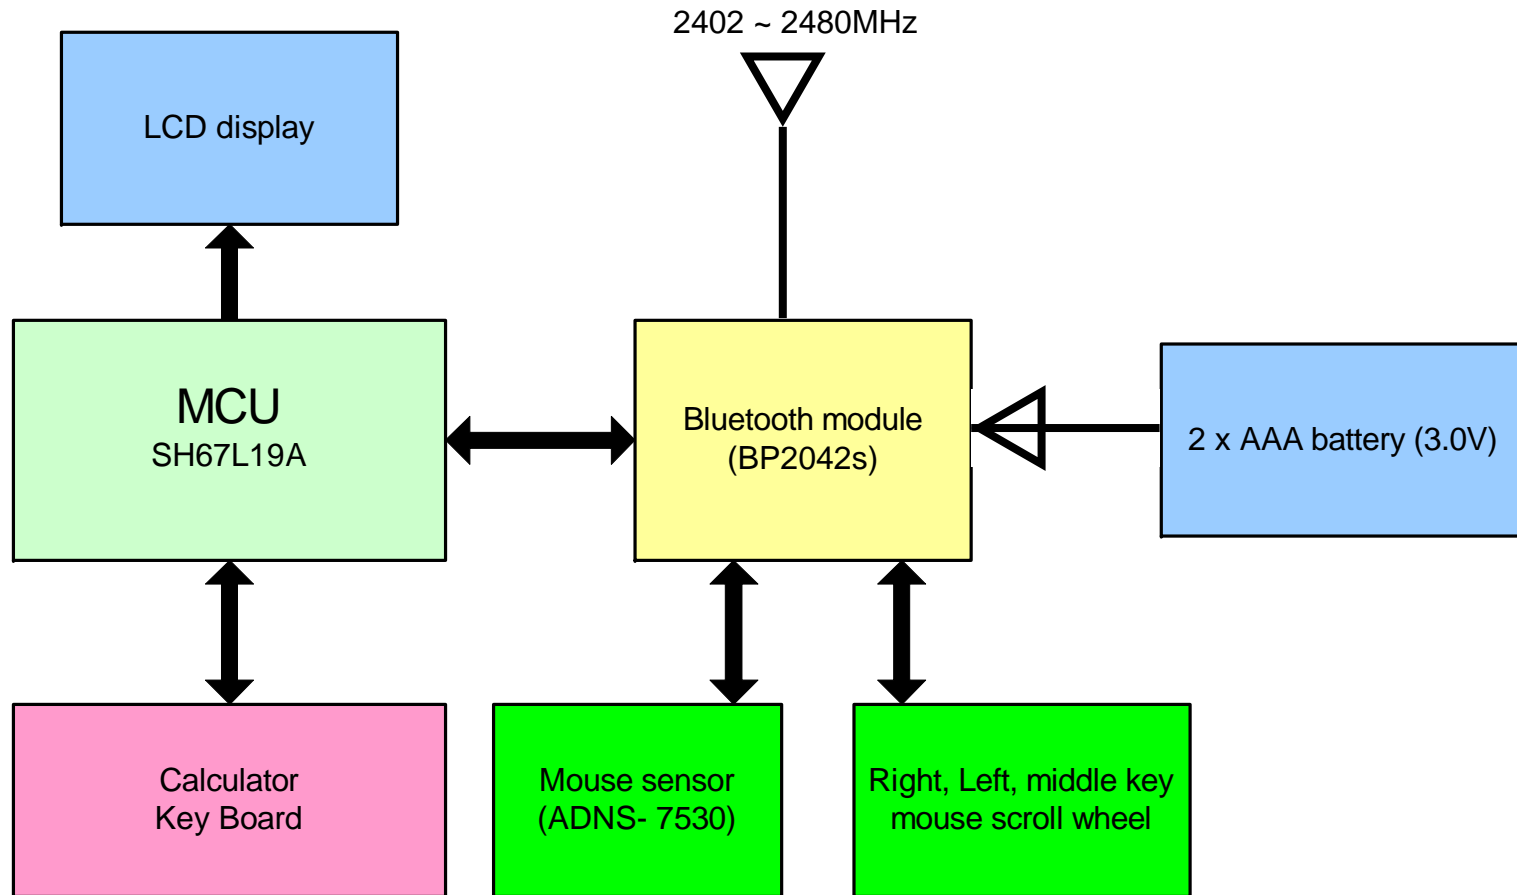 2402 ~ 2480MHz
LCD display
MCU
SH67L19A
Bluetooth module
(BP2042s)
2 x AAA battery (3.0V)
Calculator
Key Board
Mouse sensor
(ADNS- 7530)
Right, Left, middle key
mouse scroll wheel